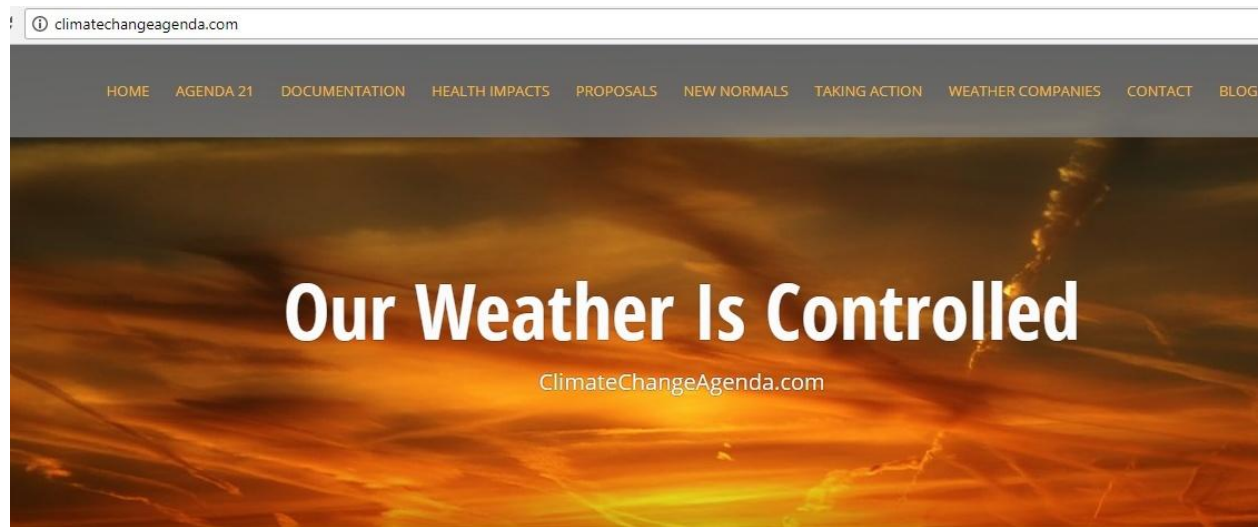 climatechangeagenda.com
HOME AGENDA 21 DOCUMENTATION HEALTH IMPACTS PROPOSALS NEW NORMALS TAKING ACTION WEATHER COMPANIES CONTACT BLOG
Our Weather Is Controlled
ClimateChangeAgenda.com